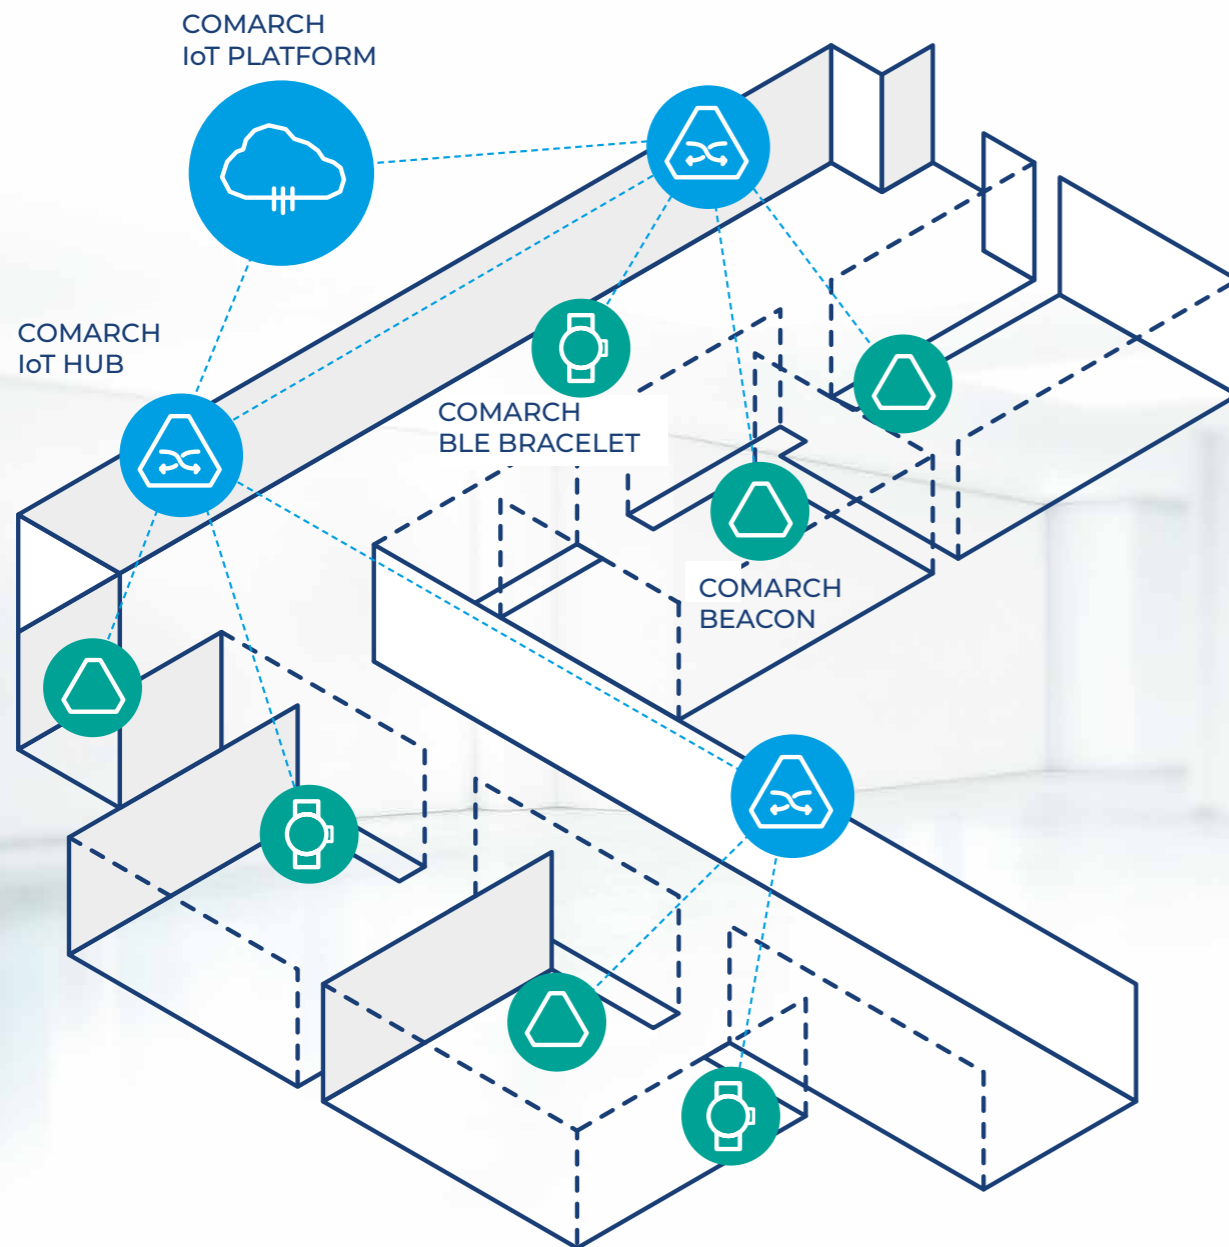 COMARCH
IoT PLATFORM
COMARCH
IoT HUB
COMARCH
BLE BRACELET
COMARCH
BEACON